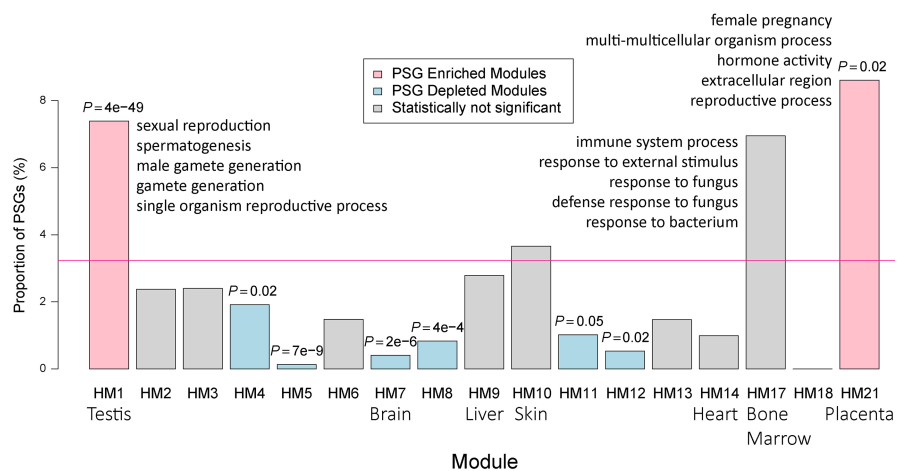 female pregnancy
multi-multicellular organism process
hormone activity
extracellular region
reproductive process
P=0.02
PSG Enriched Modules
PSG Depleted Modules
Statistically not significant
P=4e−49
sexual reproduction
spermatogenesis
male gamete generation
gamete generation
single organism reproductive process
immune system process
response to external stimulus
response to fungus
defense response to fungus
response to bacterium
Proportion of PSGs (%)
8
6
4
2
0
P=0.02
P=7e−9
P=2e−6
P=4e−4
P=0.05
P=0.02
HM1 HM2 HM3 HM4 HM5 HM6 HM7 HM8 HM9 HM10 HM11 HM12 HM13 HM14 HM17 HM18 HM21
Testis Brain Liver Skin Heart Bone Placenta
Marrow
Module